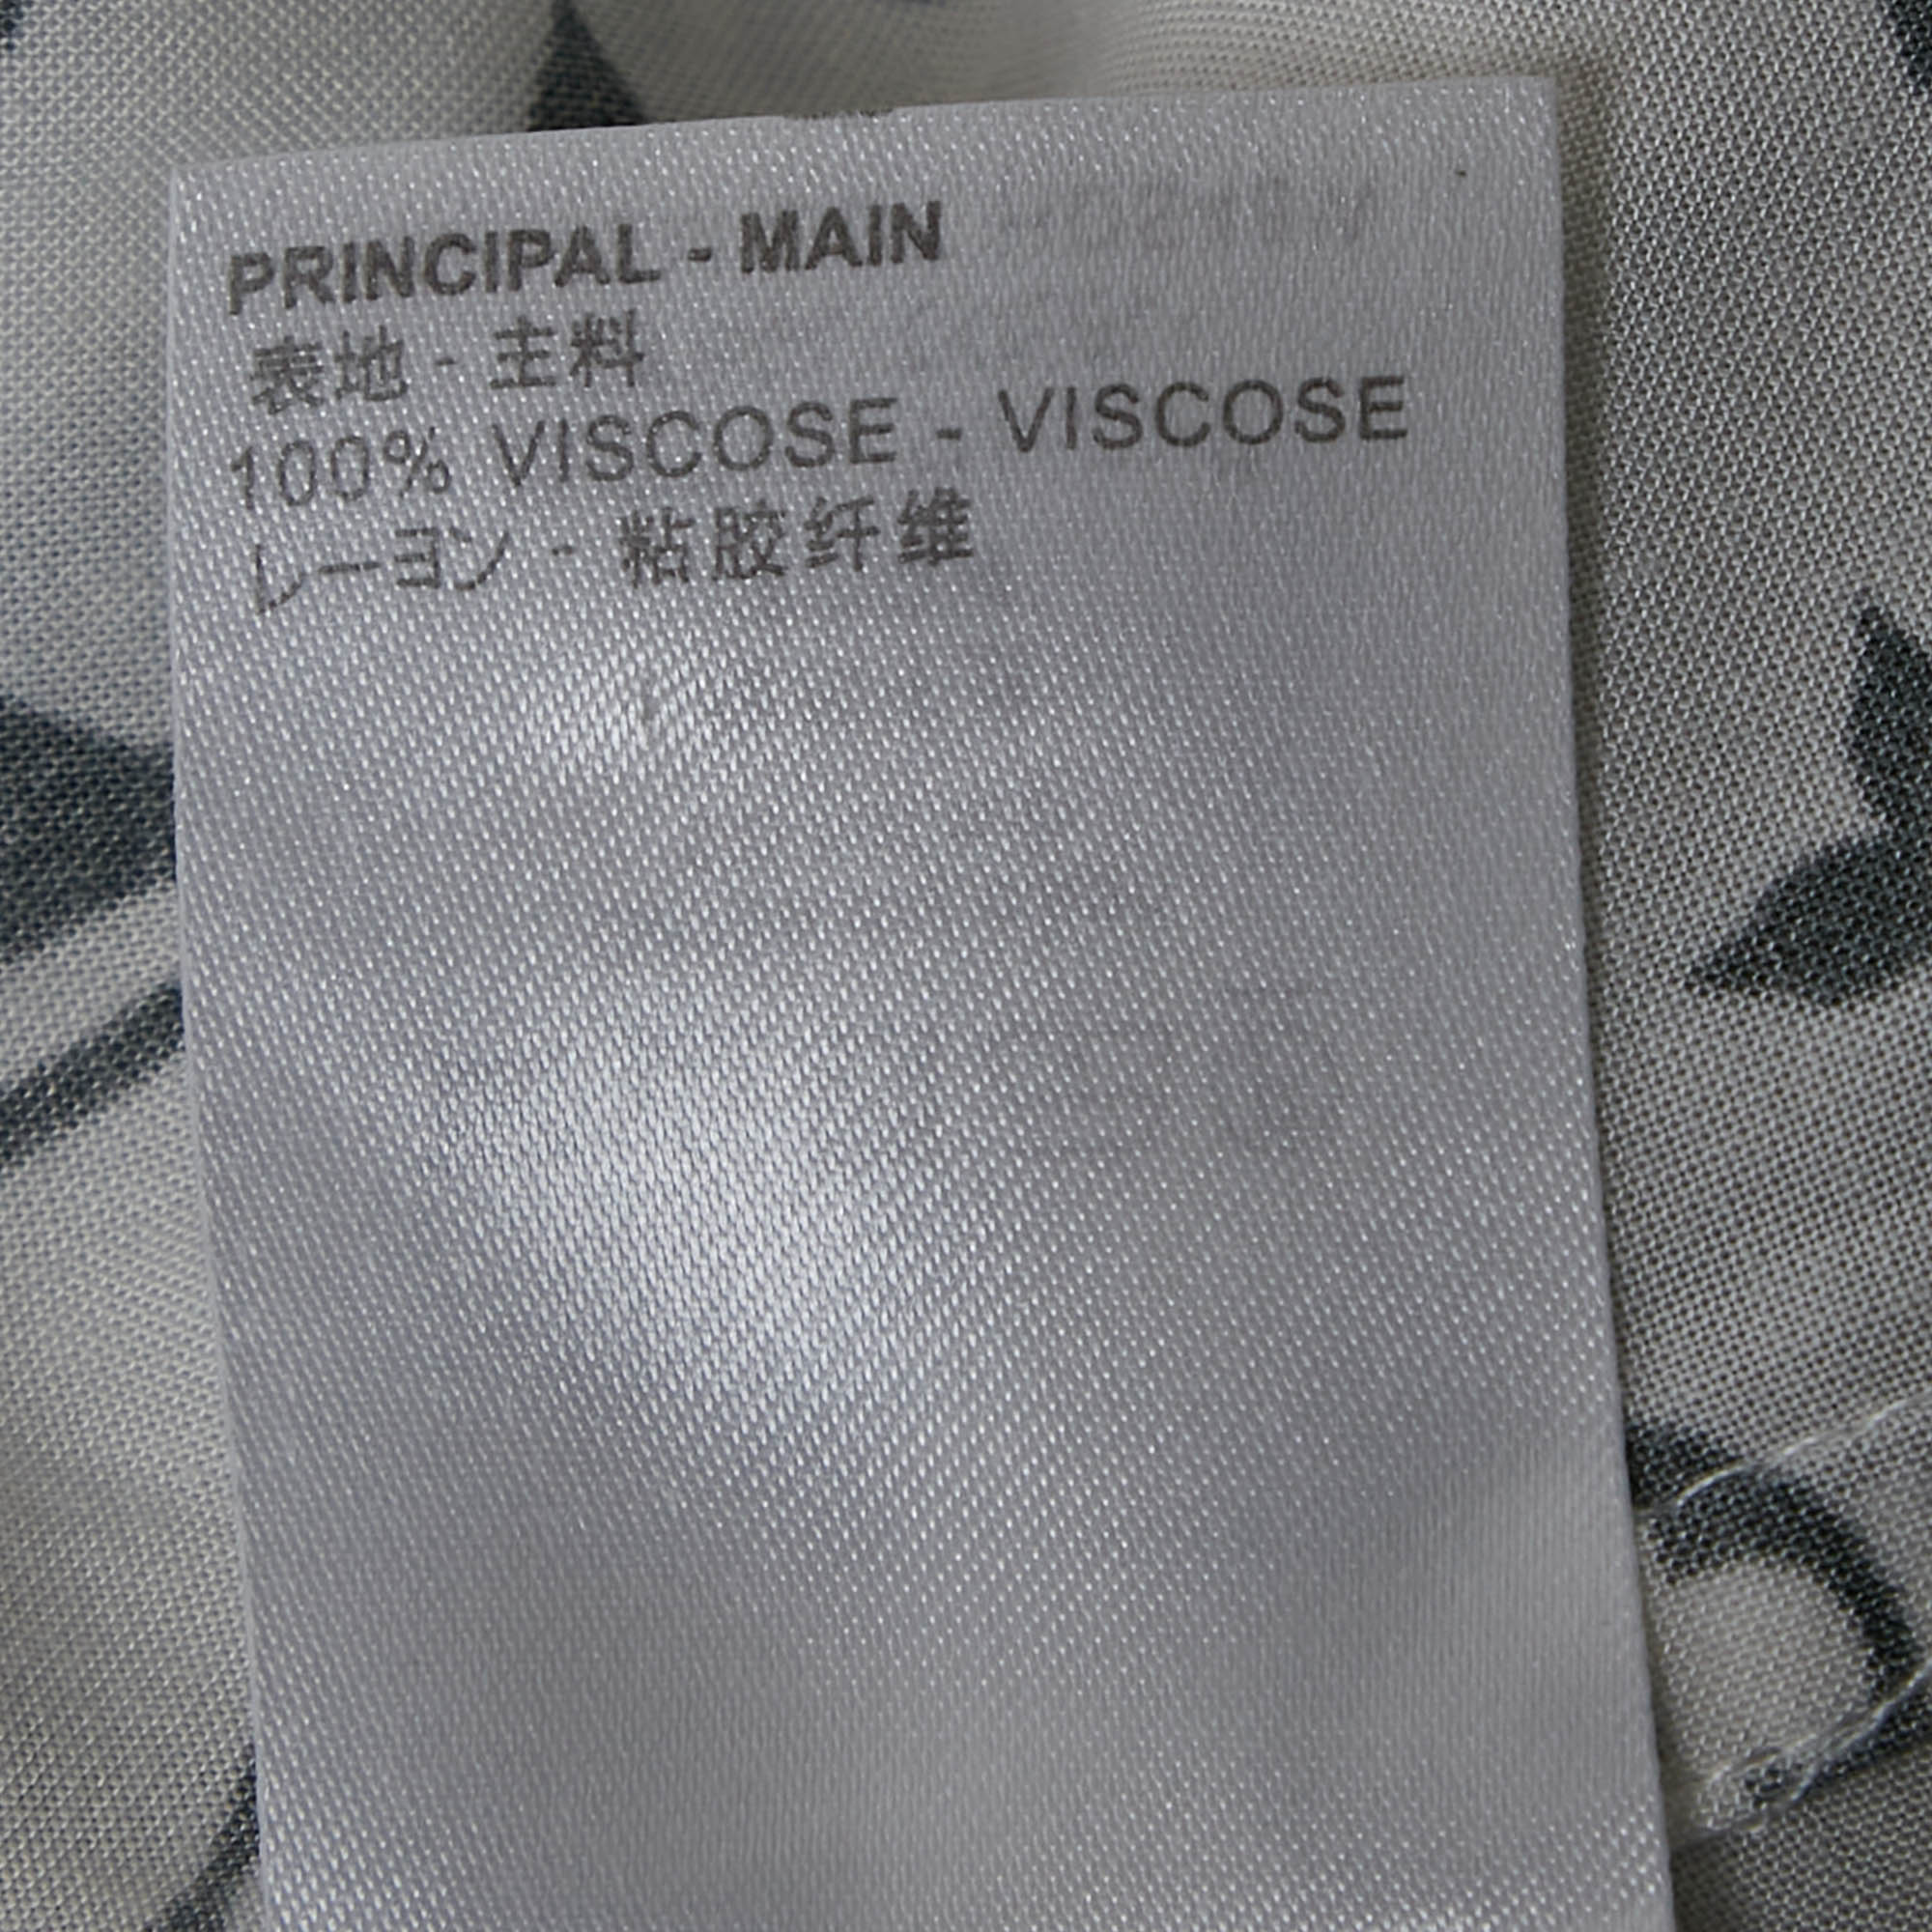 PRINCIPAL - MAIN
表地 - 主料
100% VISCOSE - VISCOSE
レーヨン - 粘胶纤维